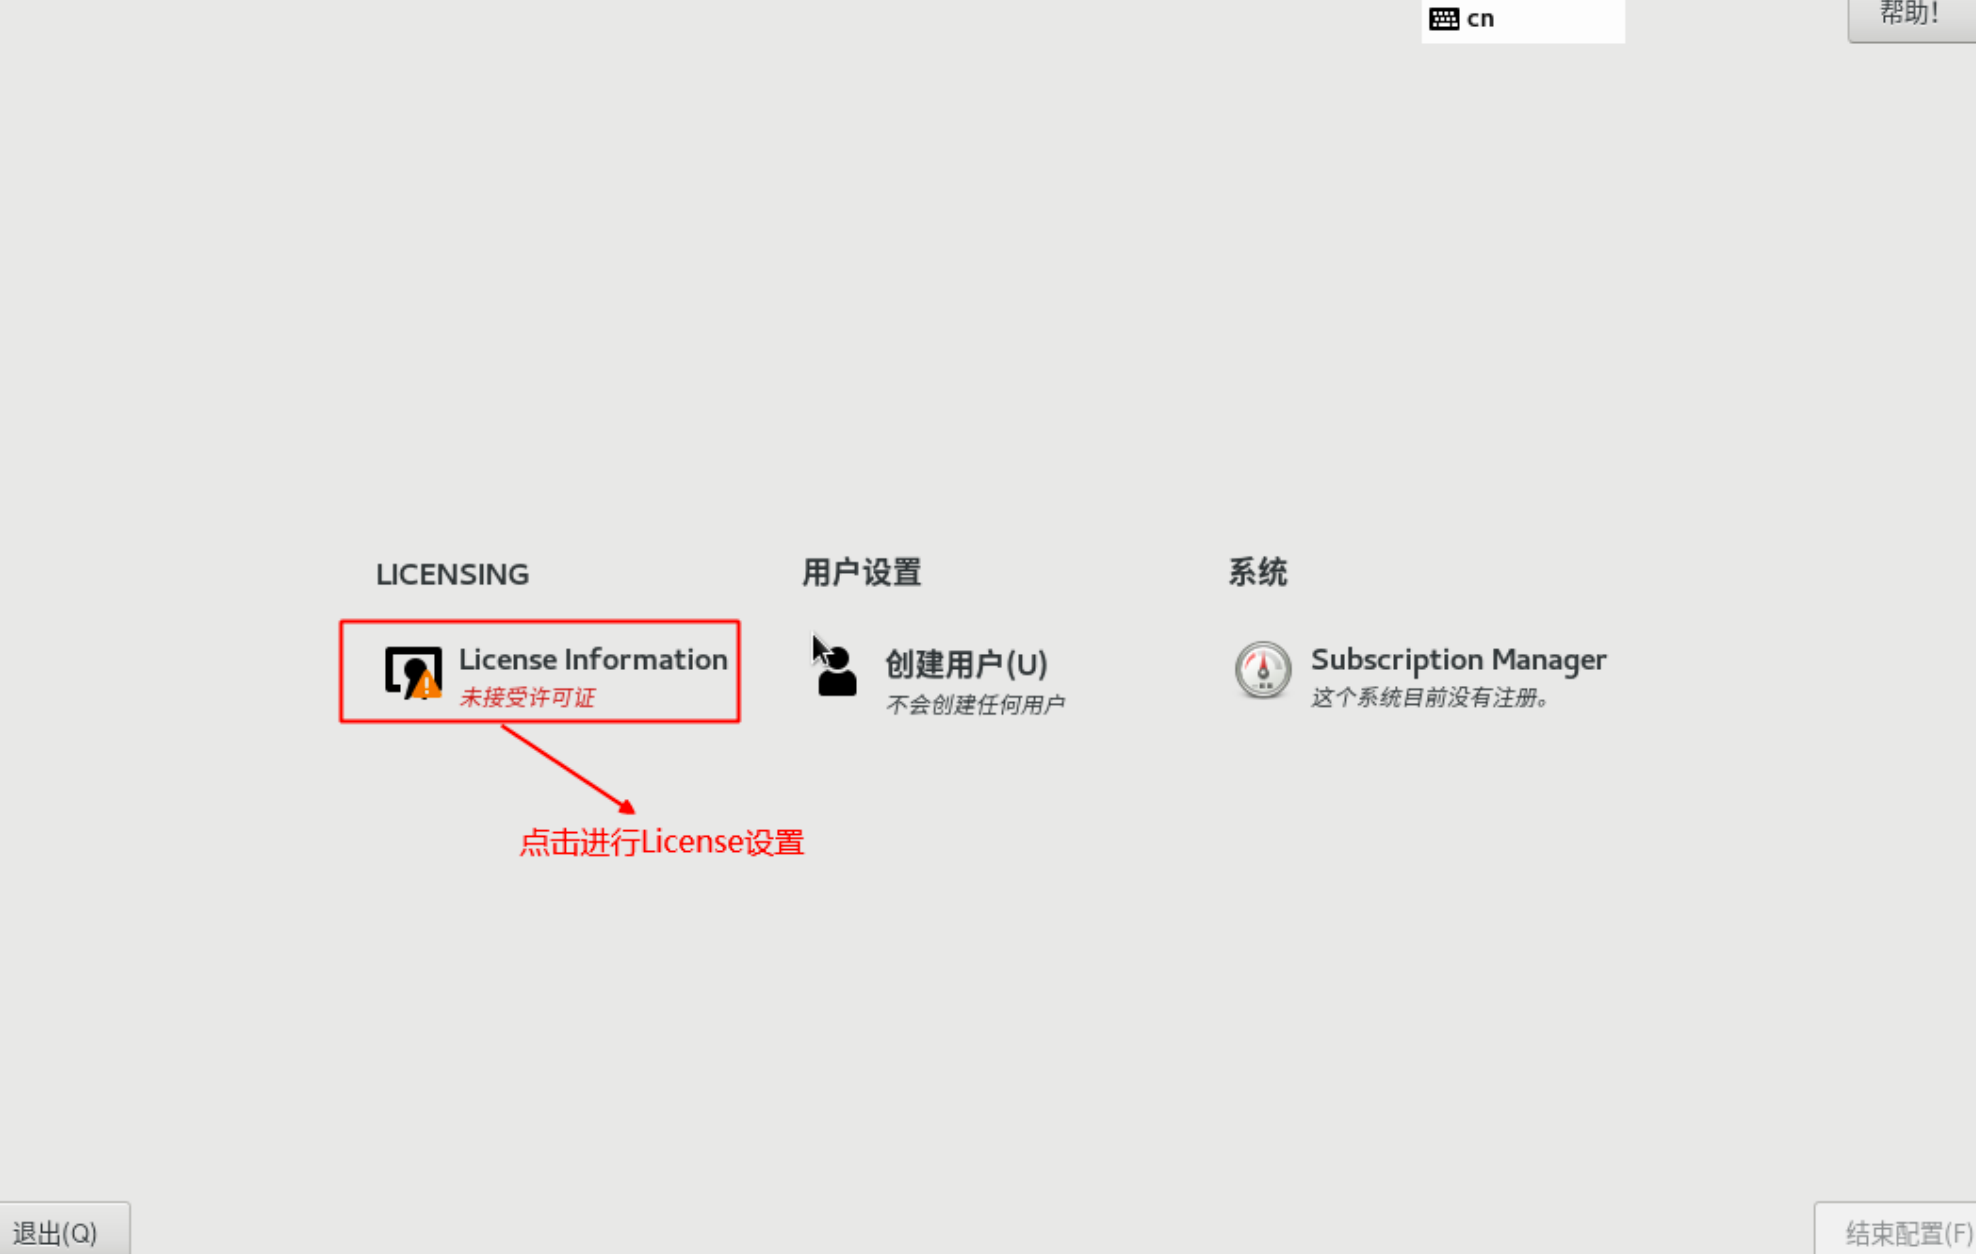 cn
帮助!
LICENSING
用户设置
系统
License Information
未接受许可证
创建用户(U)
不会创建任何用户
Subscription Manager
这个系统目前没有注册。
点击进行License设置
退出(Q)
结束配置(F)